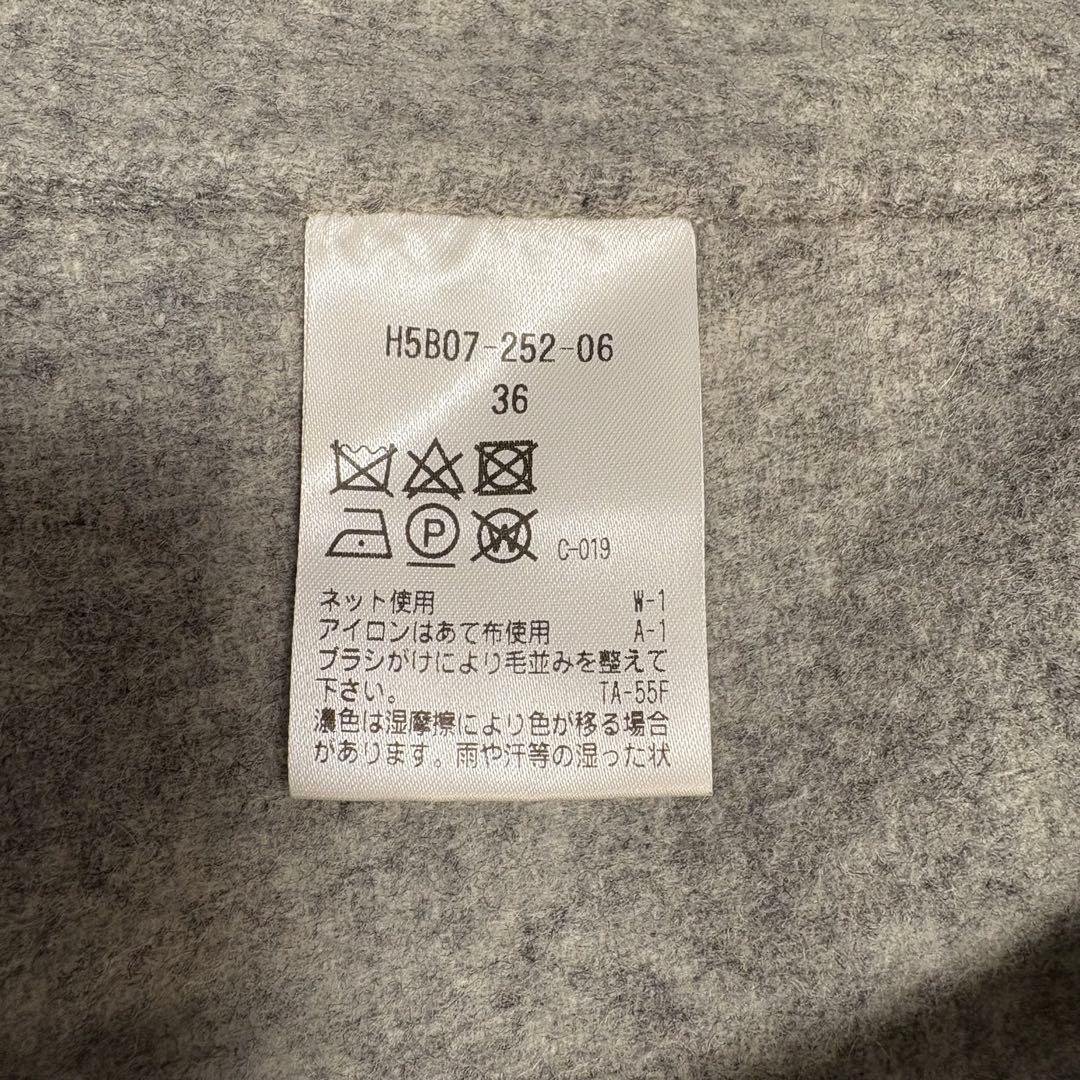 H5B07-252-06
36
P W C-019
ネット使用 W-1
アイロンはあて布使用 A-1
ブラシがけにより毛並みを整えて
下さい。 TA-55F
濃色は湿摩擦により色が移る場合
があります。雨や汗等の湿った状